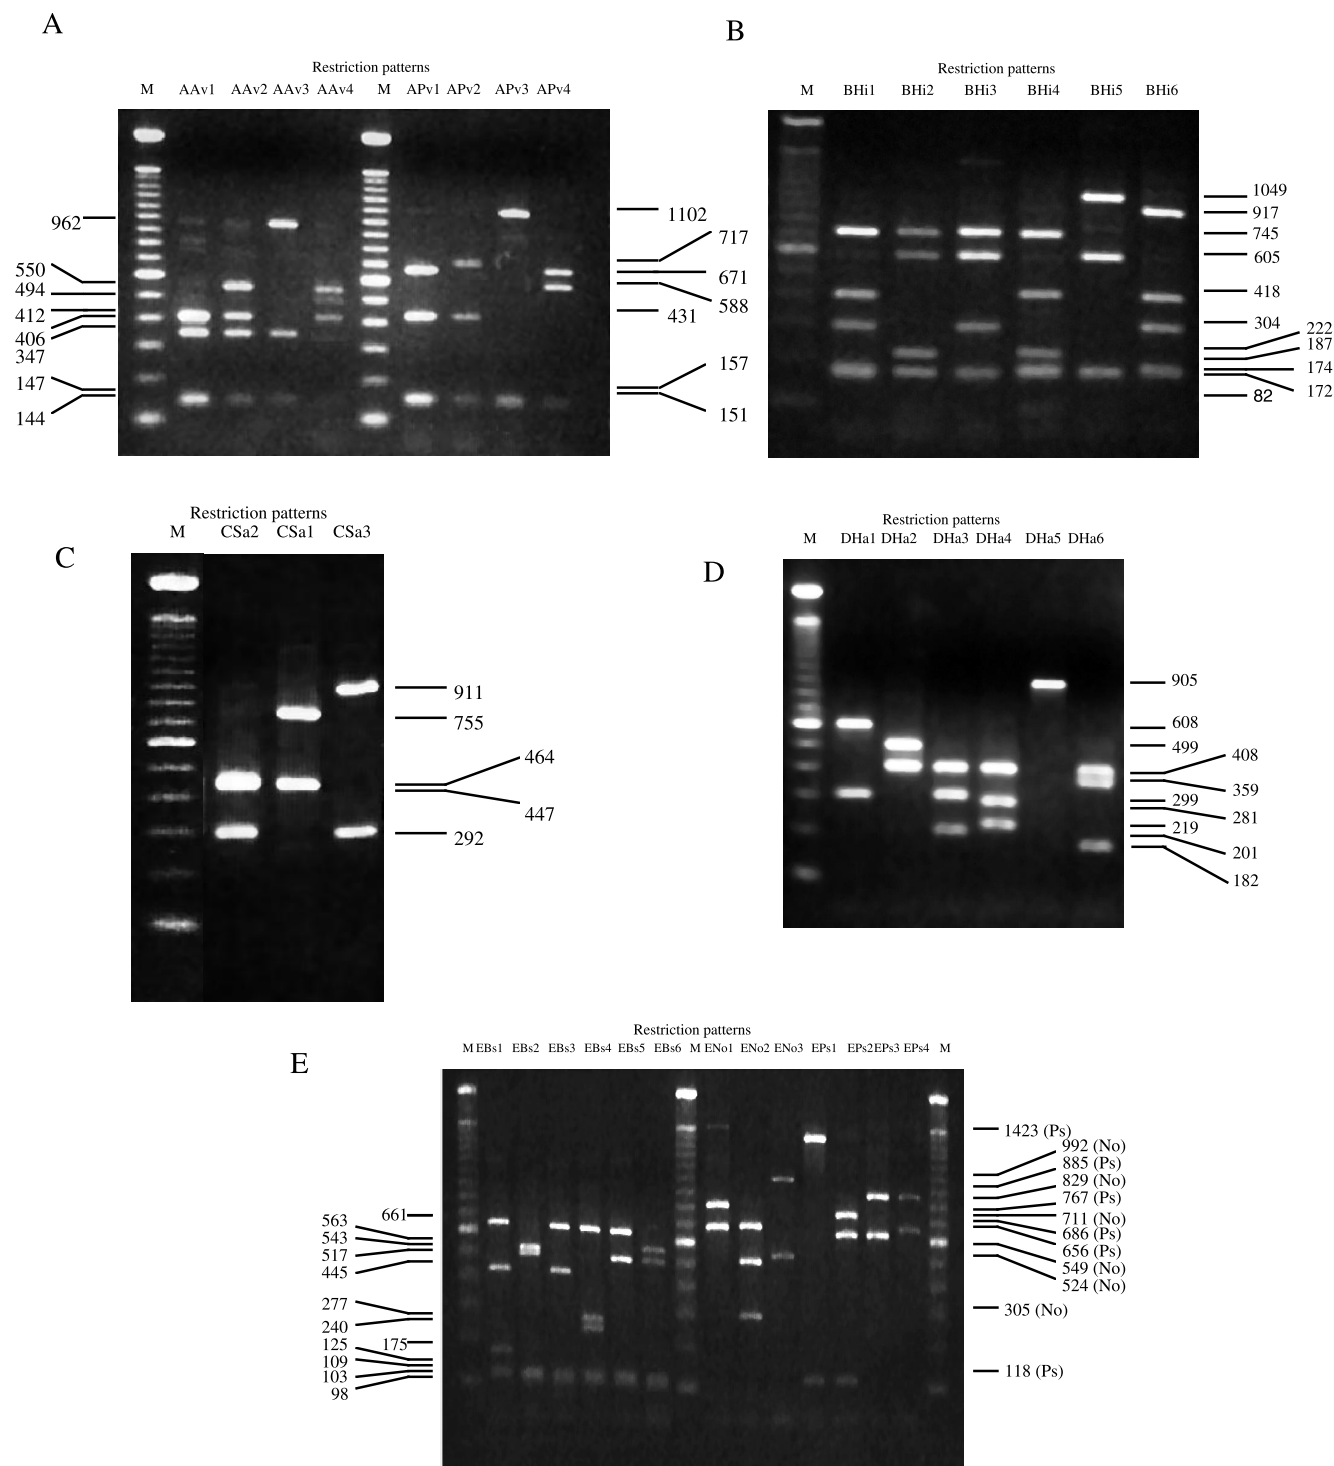 A
Restriction patterns
M AAv1 AAv2 AAv3 AAv4 M APv1 APv2 APv3 APv4
962
550
494
412
406
347
147
144
1102
717
671
588
431
157
151
B
Restriction patterns
M BHi1 BHi2 BHi3 BHi4 BHi5 BHi6
1049
917
745
605
418
304
222
187
174
172
82
C
Restriction patterns
M CSa2 CSa1 CSa3
911
755
464
447
292
D
Restriction patterns
M DHa1 DHa2 DHa3 DHa4 DHa5 DHa6
905
608
499
408
359
299
281
219
201
182
E
Restriction patterns
M EBs1 EBs2 EBs3 EBs4 EBs5 EBs6 M ENo1 ENo2 ENo3 EPs1 EPs2 EPs3 EPs4 M
661
563
543
517
445
277
240
125
175
109
103
98
1423 (Ps)
992 (No)
885 (Ps)
829 (No)
767 (Ps)
711 (No)
686 (Ps)
656 (Ps)
549 (No)
524 (No)
305 (No)
118 (Ps)